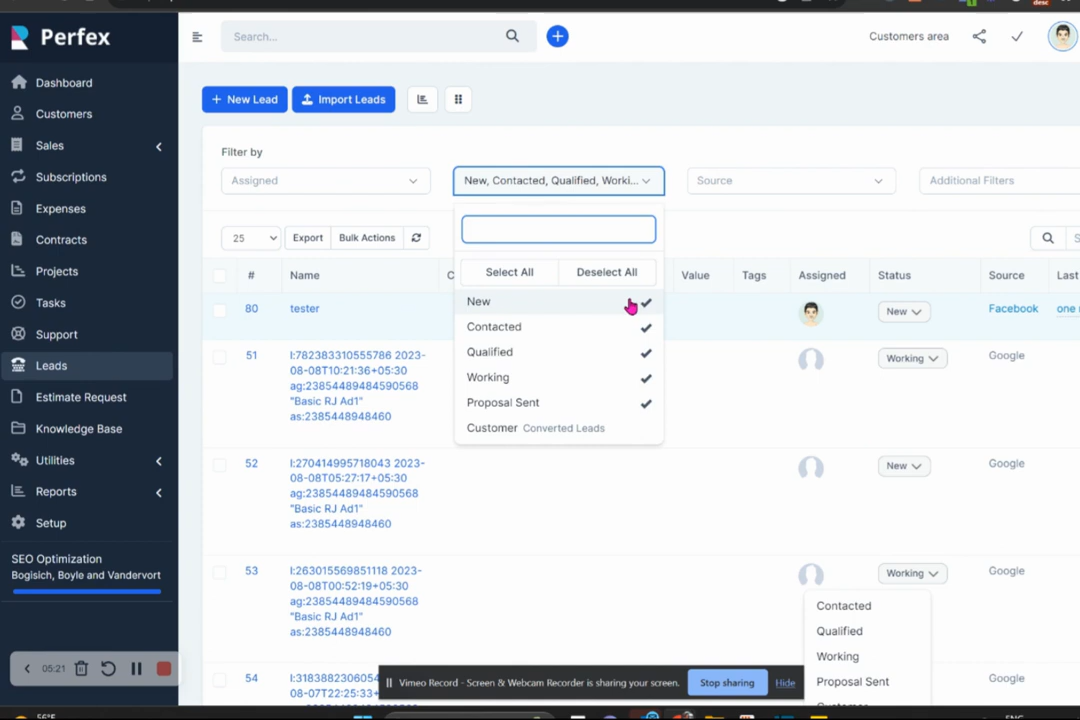 desc
Perfex
Search...
Customers area
Dashboard
Customers
Sales
Subscriptions
Expenses
Contracts
Projects
Tasks
Support
Leads
Estimate Request
Knowledge Base
Utilities
Reports
Setup
SEO Optimization
Bogisich, Boyle and Vandervort
05:21
56°F
New Lead
Import Leads
Filter by
Assigned
New, Contacted, Qualified, Worki...
Source
Additional Filters
25 Export Bulk Actions
Select All Deselect All
New
Contacted
Qualified
Working
Proposal Sent
Customer Converted Leads
# Name Value Tags Assigned Status Source Last
80 tester New Facebook one
51 l:782383310555786 2023-
08-08T10:21:36+05:30
ag:23854489484590568
"Basic RJ Ad1"
as:2385448948460
Working Google
52 l:270414995718043 2023-
08-08T05:27:17+05:30
ag:23854489484590568
"Basic RJ Ad1"
as:2385448948460
New Google
53 l:263015569851118 2023-
08-08T00:52:19+05:30
ag:23854489484590568
"Basic RJ Ad1"
as:2385448948460
Working Google
Contacted
Qualified
Working
Proposal Sent
54
07T22:25:33+
Google
Vimeo Record - Screen & Webcam Recorder is sharing your screen.
Stop sharing
Hide